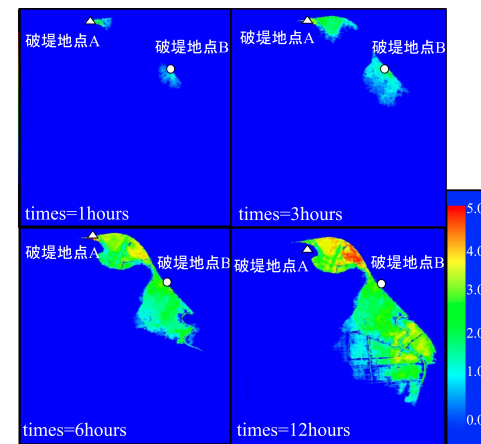 破堤地点A
破堤地点B
times=1hours
破堤地点A
破堤地点B
times=3hours
破堤地点A
破堤地点B
times=6hours
破堤地点A
破堤地点B
times=12hours
5.0
4.0
3.0
2.0
1.0
0.0